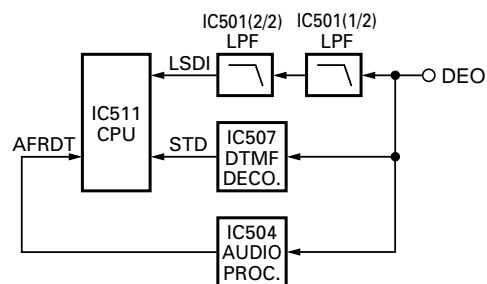 IC501(2/2)
LPF
IC501(1/2)
LPF
LSDI
DEO
IC511
CPU
AFRDT
STD
IC507
DTMF
DECO.
IC504
AUDIO
PROC.